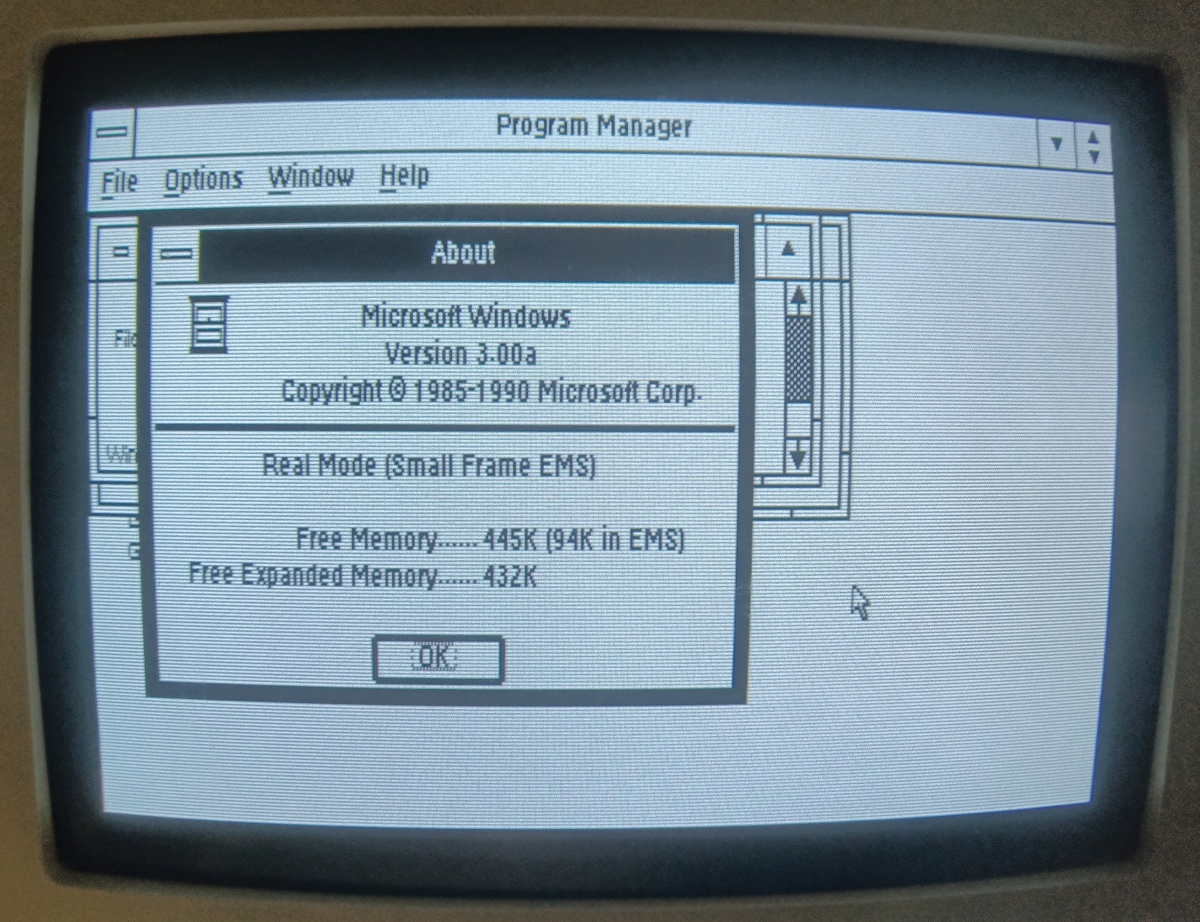 Program Manager
File Options Window Help
About
Microsoft Windows
Version 3.00a
Copyright © 1985-1990 Microsoft Corp.
Real Mode (Small Frame EMS)
Free Memory...... 445K (94K in EMS)
Free Expanded Memory...... 432K
OK